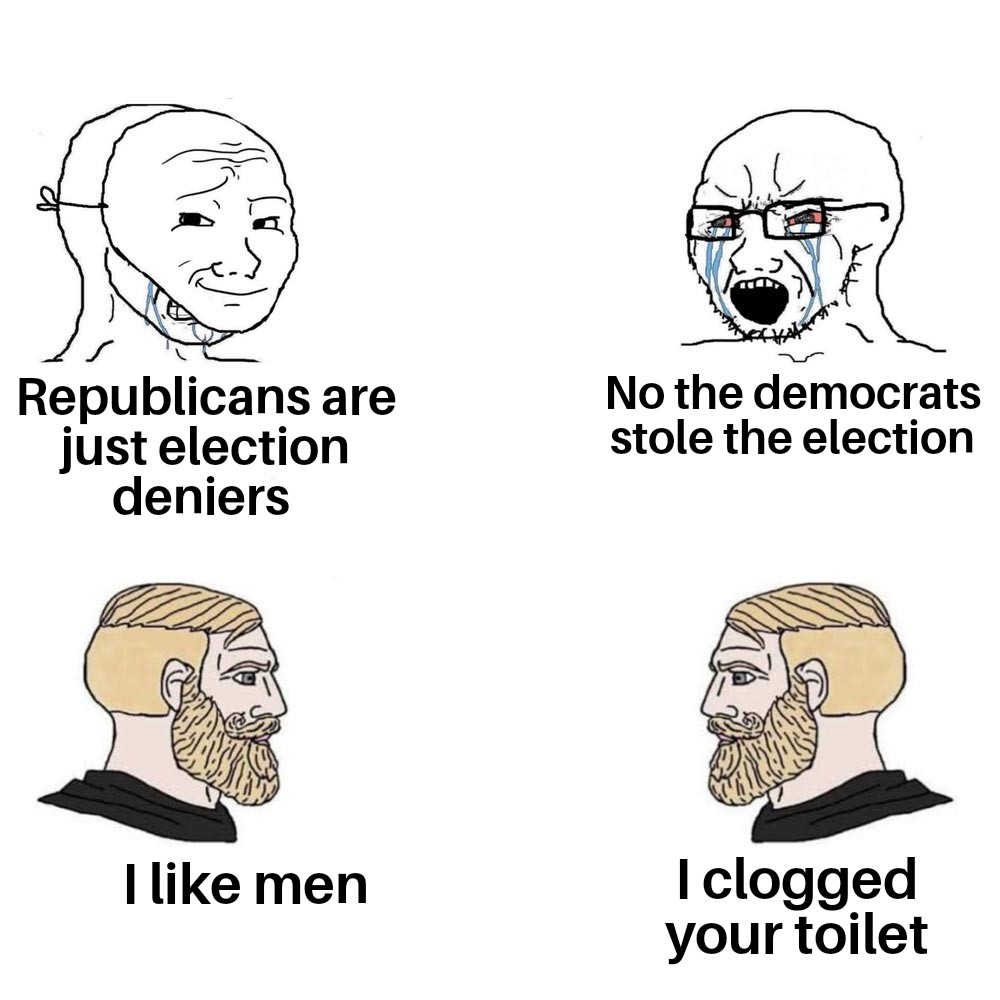 Republicans are
just election
deniers
No the democrats
stole the election
I like men
I clogged
your toilet